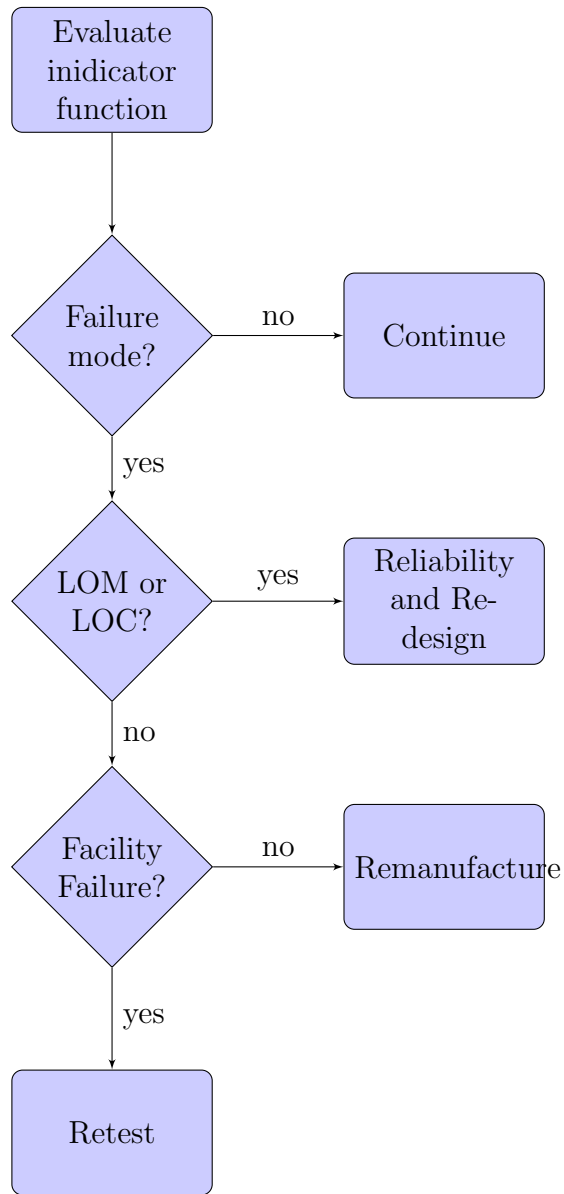 Evaluate
inidicator
function
Failure
mode?
no
Continue
yes
LOM or
LOC?
yes
Reliability
and Re-
design
no
Facility
Failure?
no
Remanufacture
yes
Retest